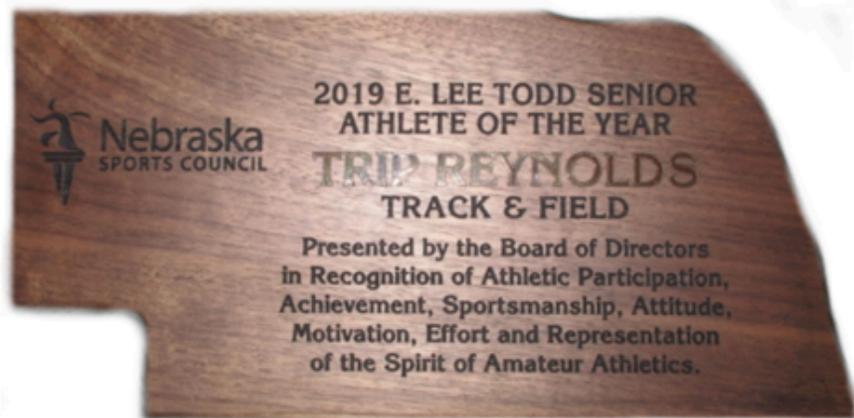 Nebraska
SPORTS COUNCIL
2019 E. LEE TODD SENIOR
ATHLETE OF THE YEAR
TRIP REYNOLDS
TRACK & FIELD
Presented by the Board of Directors
in Recognition of Athletic Participation,
Achievement, Sportsmanship, Attitude,
Motivation, Effort and Representation
of the Spirit of Amateur Athletics.